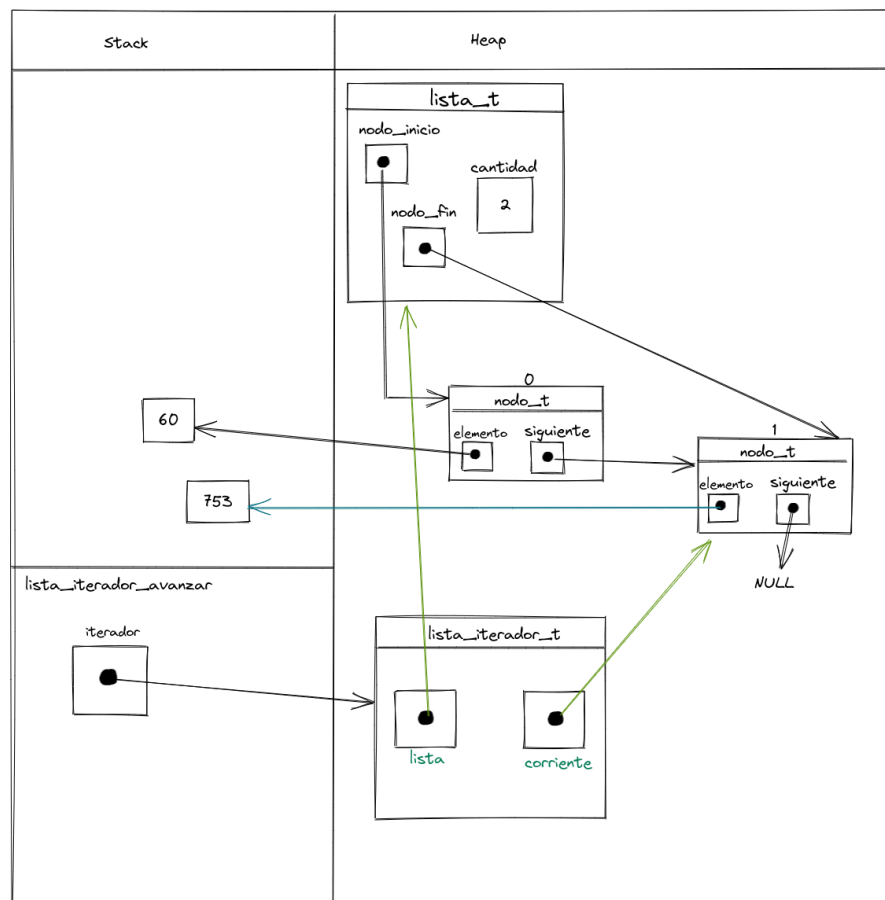 Stack
Heap
lista_t
nodo_inicio
cantidad
2
nodo_fin
0
nodo_t
elemento siguiente
60
1
nodo_t
elemento siguiente
753
NULL
lista_iterador_avanzar
iterador
lista_iterador_t
lista
corriente